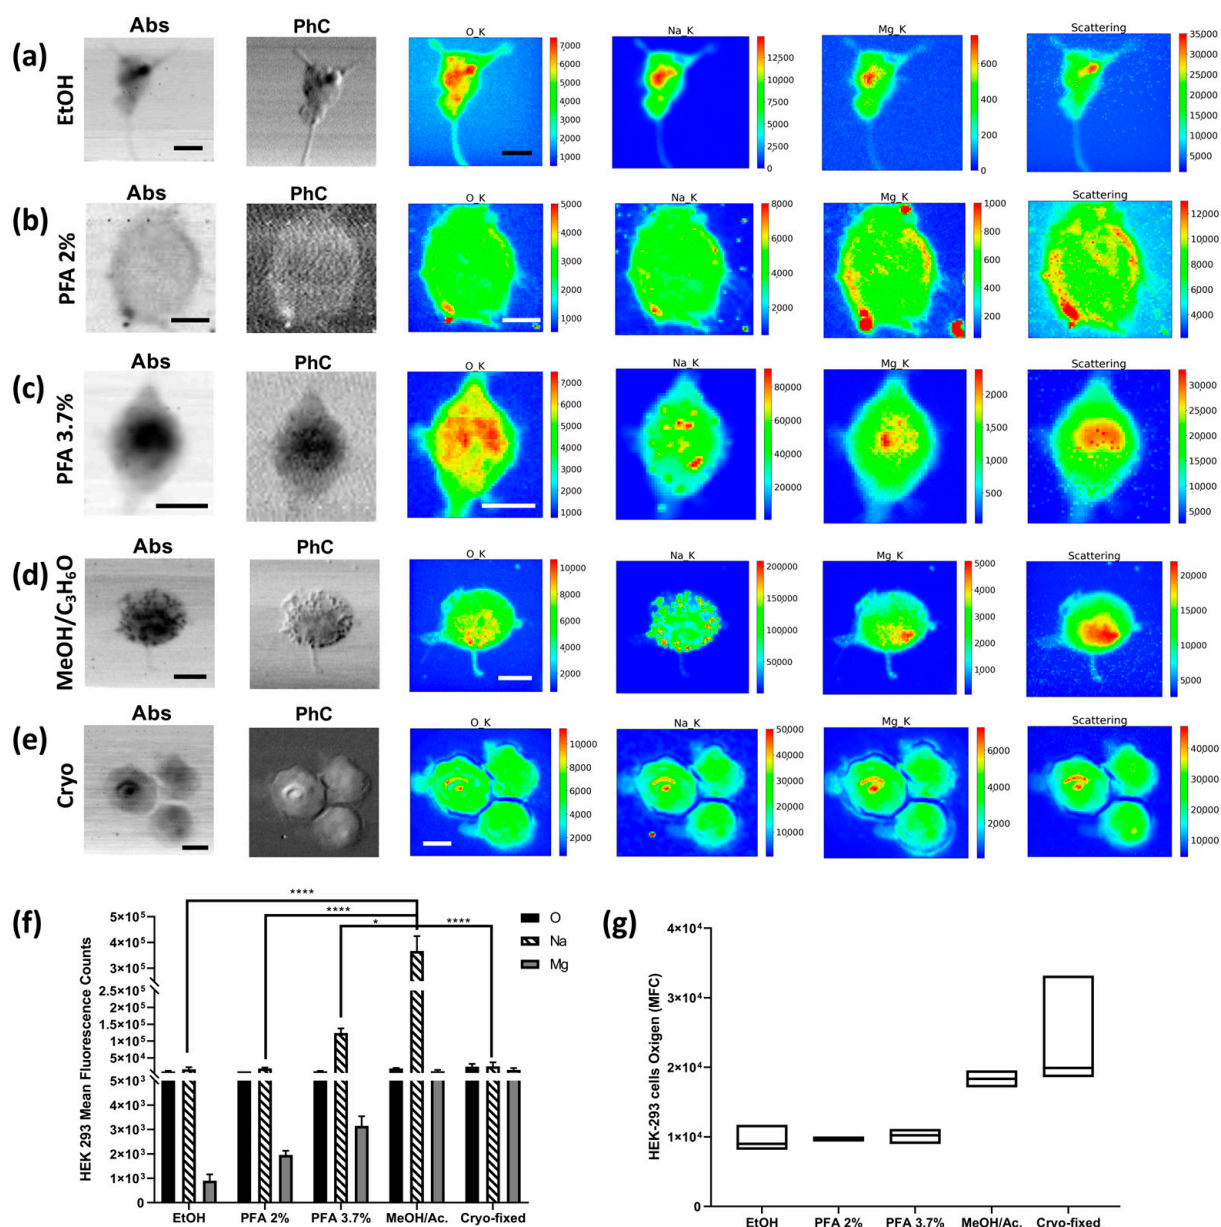 (a)
EtOH
Abs
PhC
O_K
Na_K
Mg_K
Scattering
7000
6000
5000
4000
3000
2000
1000
12500
10000
7500
5000
2500
0
600
400
200
0
35000
30000
25000
20000
15000
10000
5000
(b)
PFA 2%
Abs
PhC
O_K
Na_K
Mg_K
Scattering
5000
4000
3000
2000
1000
8000
6000
4000
2000
1000
800
600
400
200
12000
10000
8000
6000
4000
(c)
PFA 3.7%
Abs
PhC
O_K
Na_K
Mg_K
Scattering
7000
6000
5000
4000
3000
2000
1000
80000
60000
40000
20000
2000
1500
1000
500
30000
25000
20000
15000
10000
5000
(d)
MeOH/C₃H₆O
Abs
PhC
O_K
Na_K
Mg_K
Scattering
10000
8000
6000
4000
2000
200000
150000
100000
50000
0
5000
4000
3000
2000
1000
20000
15000
10000
5000
(e)
Cryo
Abs
PhC
O_K
Na_K
Mg_K
Scattering
10000
8000
6000
4000
2000
50000
40000
30000
20000
10000
6000
4000
2000
40000
30000
20000
10000
(f)
HEK 293 Mean Fluorescence Counts
5×10⁵
4×10⁵
3×10⁵
2.5×10⁵
2×10⁵
1.5×10⁵
1×10⁵
5×10⁴
5×10³
4×10³
3×10³
2×10³
1×10³
0
****
****
*
****
O
Na
Mg
EtOH
PFA 2%
PFA 3.7%
MeOH/Ac.
Cryo-fixed
(g)
HEK-293 cells Oxigen (MFC)
4×10⁴
3×10⁴
2×10⁴
1×10⁴
0
EtOH
PFA 2%
PFA 3.7%
MeOH/Ac.
Cryo-fixed